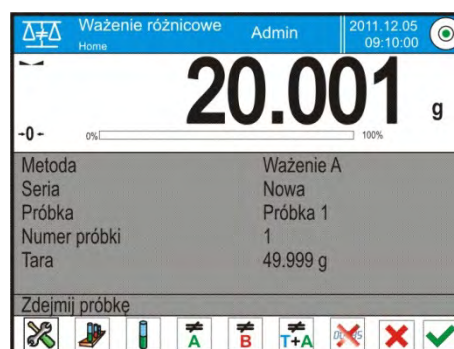 Ważenie różnicowe Admin 2011.12.05
Home 09:10:00
20.001 g
→0← 0% 100%
Metoda Ważenie A
Seria Nowa
Próbka Próbka 1
Numer próbki 1
Tara 49.999 g
Zdejmij próbkę
A B T+A